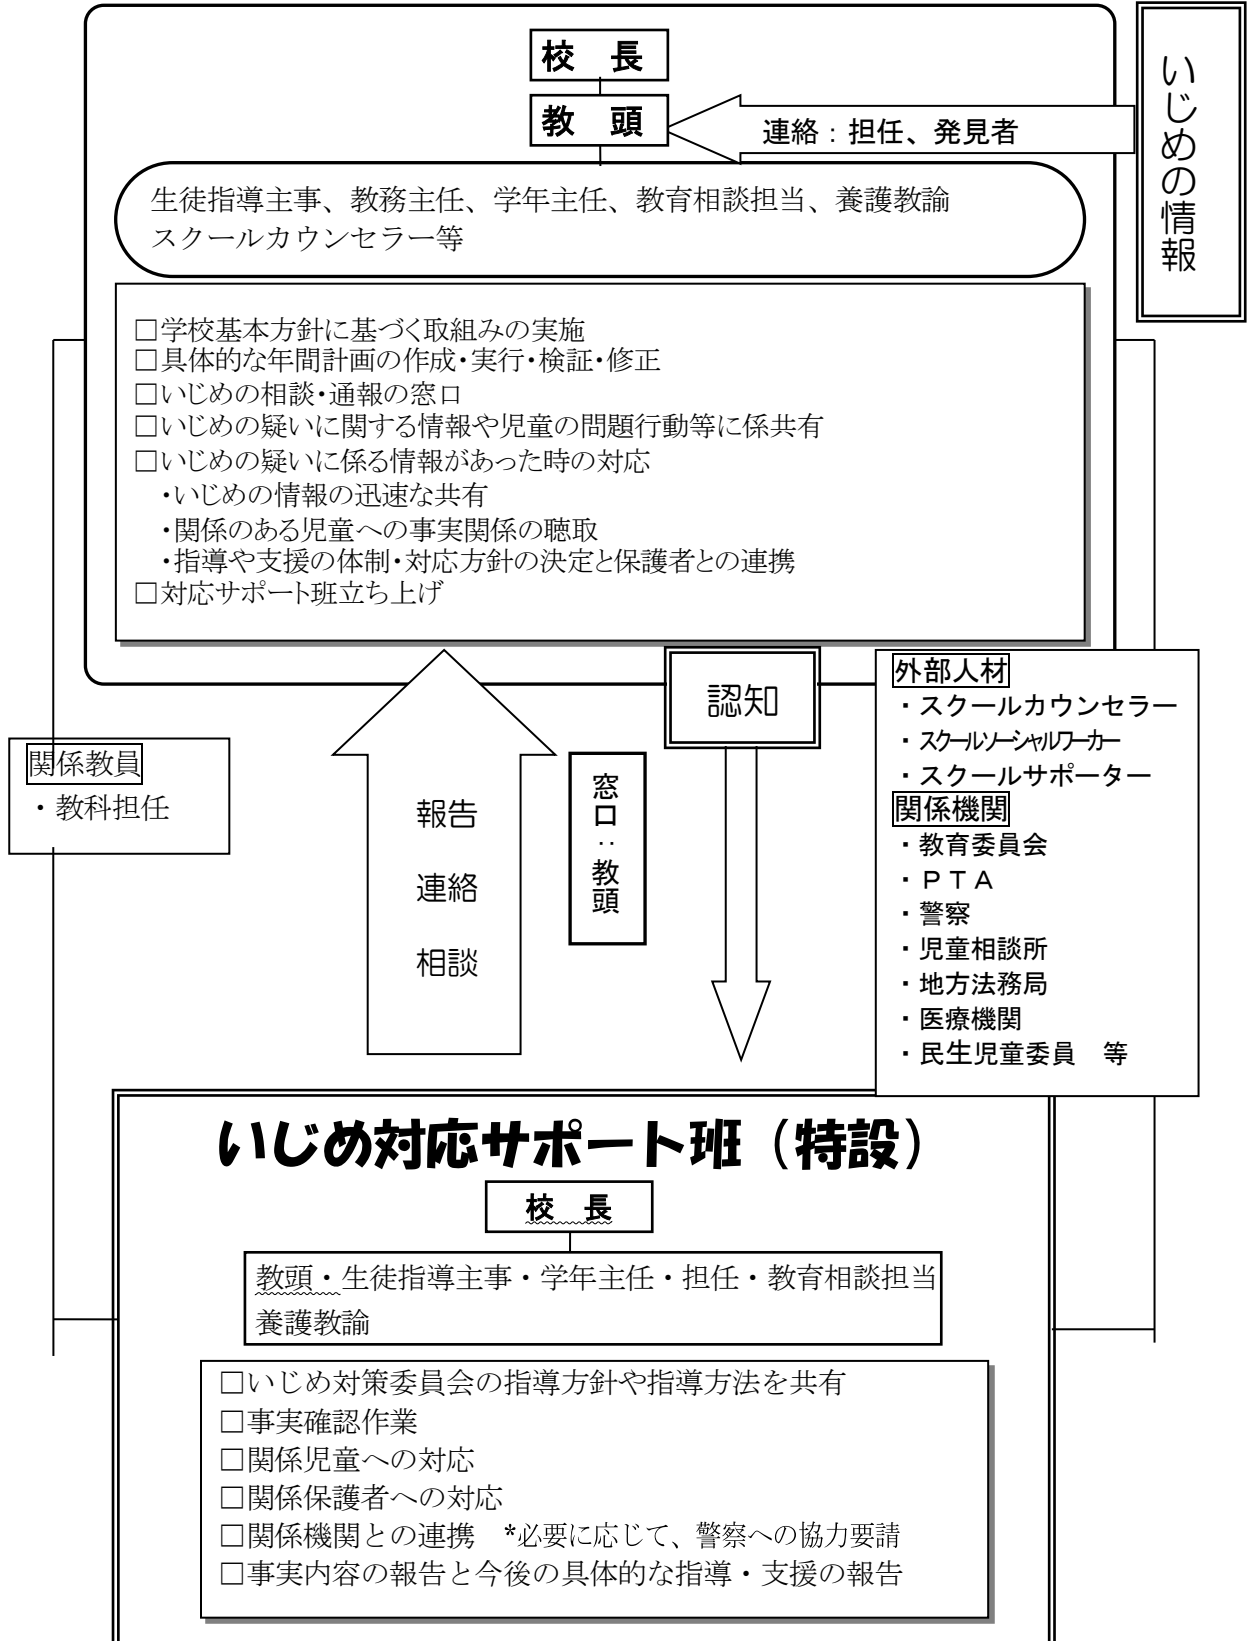 校　長
教　頭
連絡：担任、発見者
いじめの情報
生徒指導主事、教務主任、学年主任、教育相談担当、養護教諭
スクールカウンセラー等
□学校基本方針に基づく取組みの実施
□具体的な年間計画の作成・実行・検証・修正
□いじめの相談・通報の窓口
□いじめの疑いに関する情報や児童の問題行動等に係共有
□いじめの疑いに係る情報があった時の対応
・いじめの情報の迅速な共有
・関係のある児童への事実関係の聴取
・指導や支援の体制・対応方針の決定と保護者との連携
□対応サポート班立ち上げ
関係教員
・教科担任
報告
連絡
相談
窓口：教頭
認知
外部人材
・スクールカウンセラー
・スクールソーシャルワーカー
・スクールサポーター
関係機関
・教育委員会
・ＰＴＡ
・警察
・児童相談所
・地方法務局
・医療機関
・民生児童委員　等
いじめ対応サポート班（特設）
校　長
教頭・生徒指導主事・学年主任・担任・教育相談担当
養護教諭
□いじめ対策委員会の指導方針や指導方法を共有
□事実確認作業
□関係児童への対応
□関係保護者への対応
□関係機関との連携　*必要に応じて、警察への協力要請
□事実内容の報告と今後の具体的な指導・支援の報告